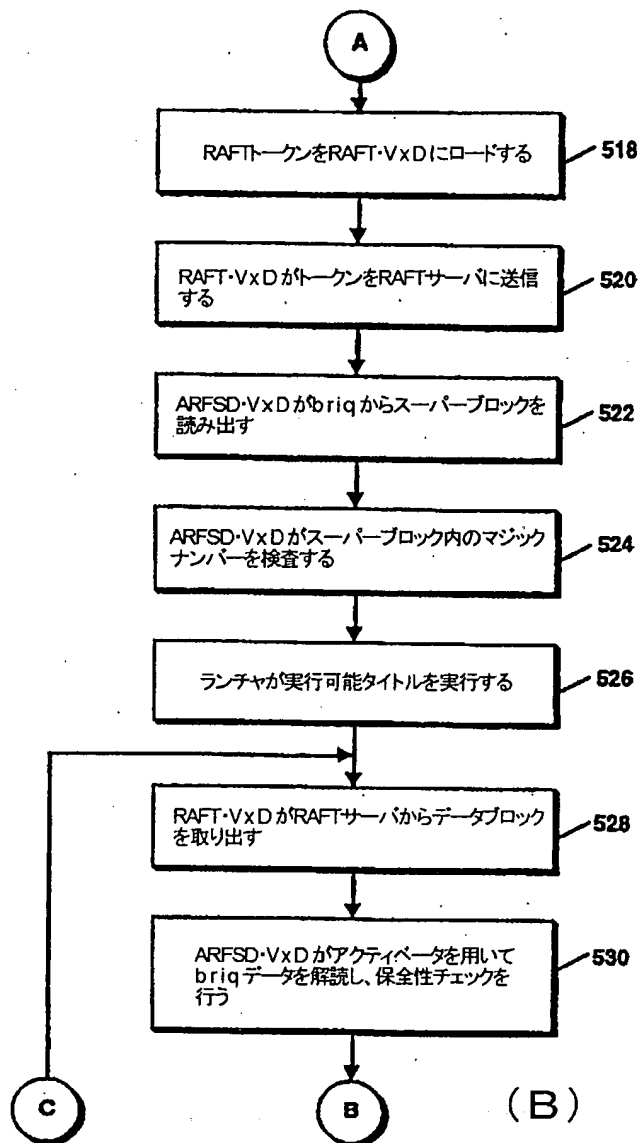 A
RAFTトークンをRAFT・VxDにロードする
518
RAFT・VxDがトークンをRAFTサーバに送信
する
520
ARFSD・VxDがbriqからスーパーブロックを
読み出す
522
ARFSD・VxDがスーパーブロック内のマジック
ナンバーを検査する
524
ランチャが実行可能タイトルを実行する
526
RAFT・VxDがRAFTサーバからデータブロック
を取り出す
528
ARFSD・VxDがアクティベータを用いて
briqデータを解読し、保全性チェックを
行う
530
C
B
(B)